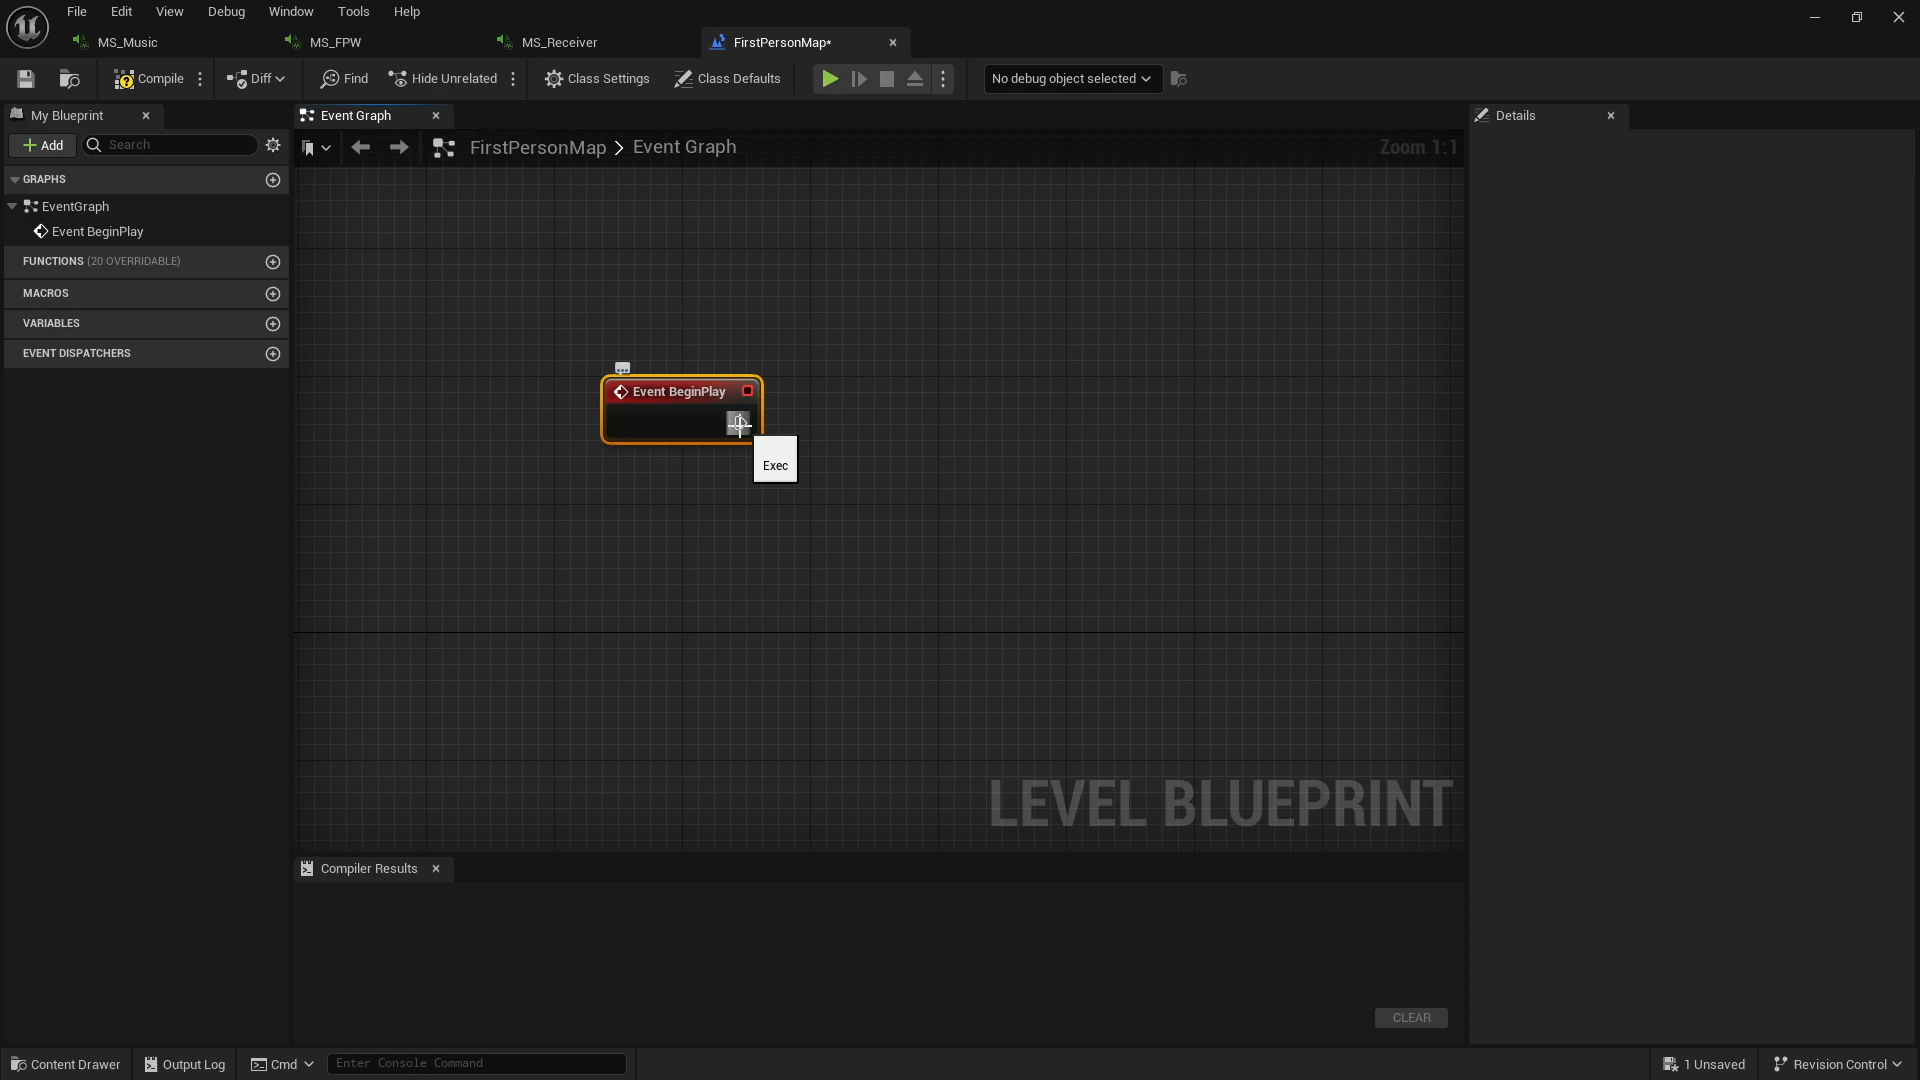 File Edit View Debug Window Tools Help
MS_Music MS_FPW MS_Receiver FirstPersonMap*
Compile Diff Find Hide Unrelated Class Settings Class Defaults No debug object selected
My Blueprint Event Graph Details
Add Search FirstPersonMap > Event Graph Zoom 1:1
GRAPHS
EventGraph
Event BeginPlay
FUNCTIONS (20 OVERRIDABLE)
MACROS
VARIABLES
EVENT DISPATCHERS
Event BeginPlay
Exec
LEVEL BLUEPRINT
Compiler Results
CLEAR
Content Drawer Output Log Cmd Enter Console Command 1 Unsaved Revision Control